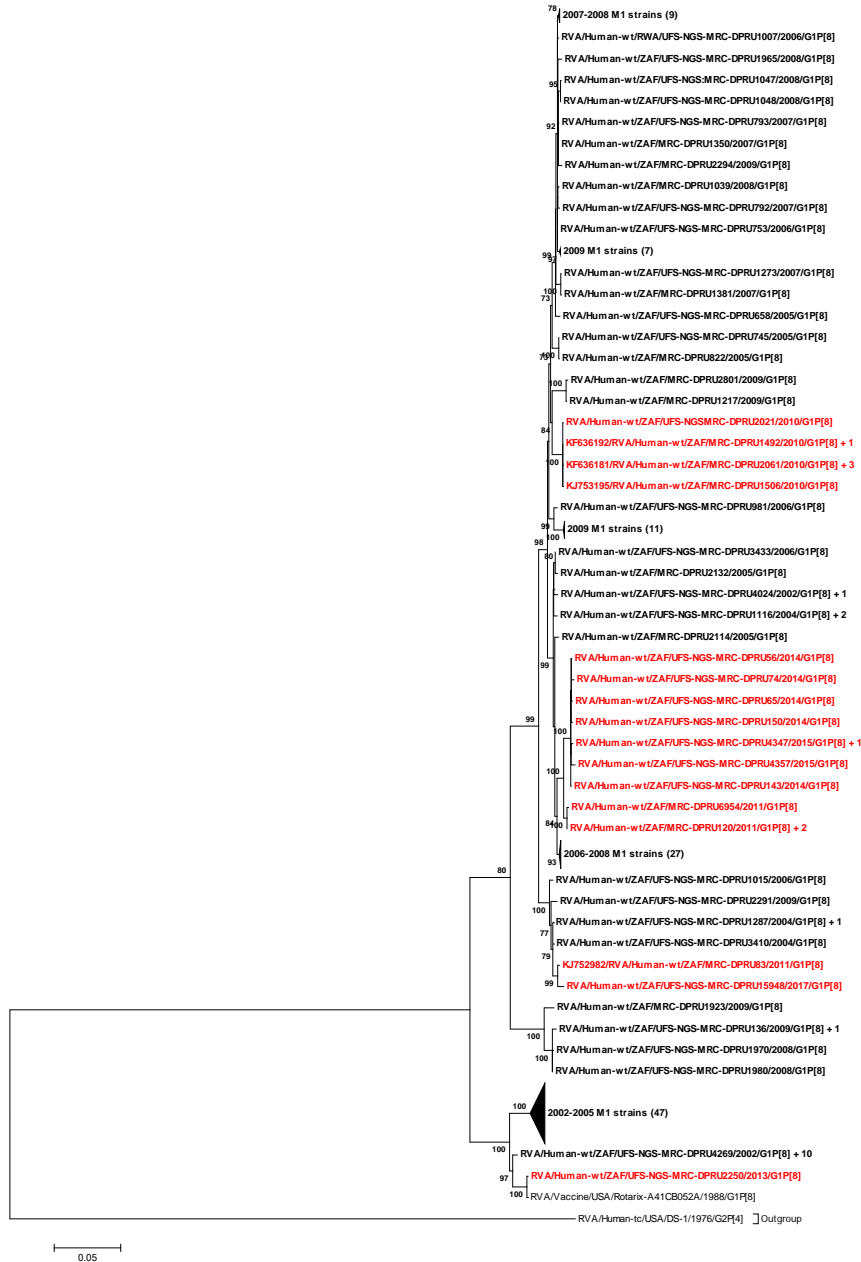 78
2007-2008 M1 strains (9)
RVA/Human-wt/RWA/UFS-NGS-MRC-DPRU1007/2006/G1P[8]
RVA/Human-wt/ZAF/UFS-NGS-MRC-DPRU1965/2008/G1P[8]
95
RVA/Human-wt/ZAF/UFS-NGS:MRC-DPRU1047/2008/G1P[8]
RVA/Human-wt/ZAF/UFS-NGS-MRC-DPRU1048/2008/G1P[8]
92
RVA/Human-wt/ZAF/UFS-NGS-MRC-DPRU793/2007/G1P[8]
RVA/Human-wt/ZAF/MRC-DPRU1350/2007/G1P[8]
RVA/Human-wt/ZAF/MRC-DPRU2294/2009/G1P[8]
RVA/Human-wt/ZAF/MRC-DPRU1039/2008/G1P[8]
RVA/Human-wt/ZAF/UFS-NGS-MRC-DPRU792/2007/G1P[8]
RVA/Human-wt/ZAF/UFS-NGS-MRC-DPRU753/2006/G1P[8]
99
2009 M1 strains (7)
RVA/Human-wt/ZAF/UFS-NGS-MRC-DPRU1273/2007/G1P[8]
100
RVA/Human-wt/ZAF/MRC-DPRU1381/2007/G1P[8]
73
RVA/Human-wt/ZAF/UFS-NGS-MRC-DPRU658/2005/G1P[8]
RVA/Human-wt/ZAF/UFS-NGS-MRC-DPRU745/2005/G1P[8]
100
RVA/Human-wt/ZAF/MRC-DPRU822/2005/G1P[8]
RVA/Human-wt/ZAF/MRC-DPRU2801/2009/G1P[8]
100
RVA/Human-wt/ZAF/MRC-DPRU1217/2009/G1P[8]
RVA/Human-wt/ZAF/UFS-NGSMRC-DPRU2021/2010/G1P[8]
84
KF636192/RVA/Human-wt/ZAF/MRC-DPRU1492/2010/G1P[8] + 1
100
KF636181/RVA/Human-wt/ZAF/MRC-DPRU2061/2010/G1P[8] + 3
KJ753195/RVA/Human-wt/ZAF/MRC-DPRU1506/2010/G1P[8]
RVA/Human-wt/ZAF/UFS-NGS-MRC-DPRU981/2006/G1P[8]
99
2009 M1 strains (11)
100
98
RVA/Human-wt/ZAF/UFS-NGS-MRC-DPRU3433/2006/G1P[8]
80
RVA/Human-wt/ZAF/MRC-DPRU2132/2005/G1P[8]
RVA/Human-wt/ZAF/UFS-NGS-MRC-DPRU4024/2002/G1P[8] + 1
RVA/Human-wt/ZAF/UFS-NGS-MRC-DPRU1116/2004/G1P[8] + 2
RVA/Human-wt/ZAF/MRC-DPRU2114/2005/G1P[8]
RVA/Human-wt/ZAF/UFS-NGS-MRC-DPRU56/2014/G1P[8]
99
RVA/Human-wt/ZAF/UFS-NGS-MRC-DPRU74/2014/G1P[8]
RVA/Human-wt/ZAF/UFS-NGS-MRC-DPRU65/2014/G1P[8]
RVA/Human-wt/ZAF/UFS-NGS-MRC-DPRU150/2014/G1P[8]
99
100
RVA/Human-wt/ZAF/UFS-NGS-MRC-DPRU4347/2015/G1P[8] + 1
RVA/Human-wt/ZAF/UFS-NGS-MRC-DPRU4357/2015/G1P[8]
100
RVA/Human-wt/ZAF/UFS-NGS-MRC-DPRU143/2014/G1P[8]
RVA/Human-wt/ZAF/MRC-DPRU6954/2011/G1P[8]
84
100
RVA/Human-wt/ZAF/MRC-DPRU120/2011/G1P[8] + 2
2006-2008 M1 strains (27)
93
80
RVA/Human-wt/ZAF/UFS-NGS-MRC-DPRU1015/2006/G1P[8]
RVA/Human-wt/ZAF/UFS-NGS-MRC-DPRU2291/2009/G1P[8]
100
RVA/Human-wt/ZAF/UFS-NGS-MRC-DPRU1287/2004/G1P[8] + 1
77
RVA/Human-wt/ZAF/UFS-NGS-MRC-DPRU3410/2004/G1P[8]
79
KJ752982/RVA/Human-wt/ZAF/MRC-DPRU83/2011/G1P[8]
99
RVA/Human-wt/ZAF/UFS-NGS-MRC-DPRU15948/2017/G1P[8]
RVA/Human-wt/ZAF/MRC-DPRU1923/2009/G1P[8]
RVA/Human-wt/ZAF/UFS-NGS-MRC-DPRU136/2009/G1P[8] + 1
100
RVA/Human-wt/ZAF/UFS-NGS-MRC-DPRU1970/2008/G1P[8]
100
RVA/Human-wt/ZAF/UFS-NGS-MRC-DPRU1980/2008/G1P[8]
100
2002-2005 M1 strains (47)
100
RVA/Human-wt/ZAF/UFS-NGS-MRC-DPRU4269/2002/G1P[8] + 10
97
RVA/Human-wt/ZAF/UFS-NGS-MRC-DPRU2250/2013/G1P[8]
100
RVA/Vaccine/USA/Rotarix-A41CB052A/1988/G1P[8]
RVA/Human-tc/USA/DS-1/1976/G2P[4]
Outgroup
0.05